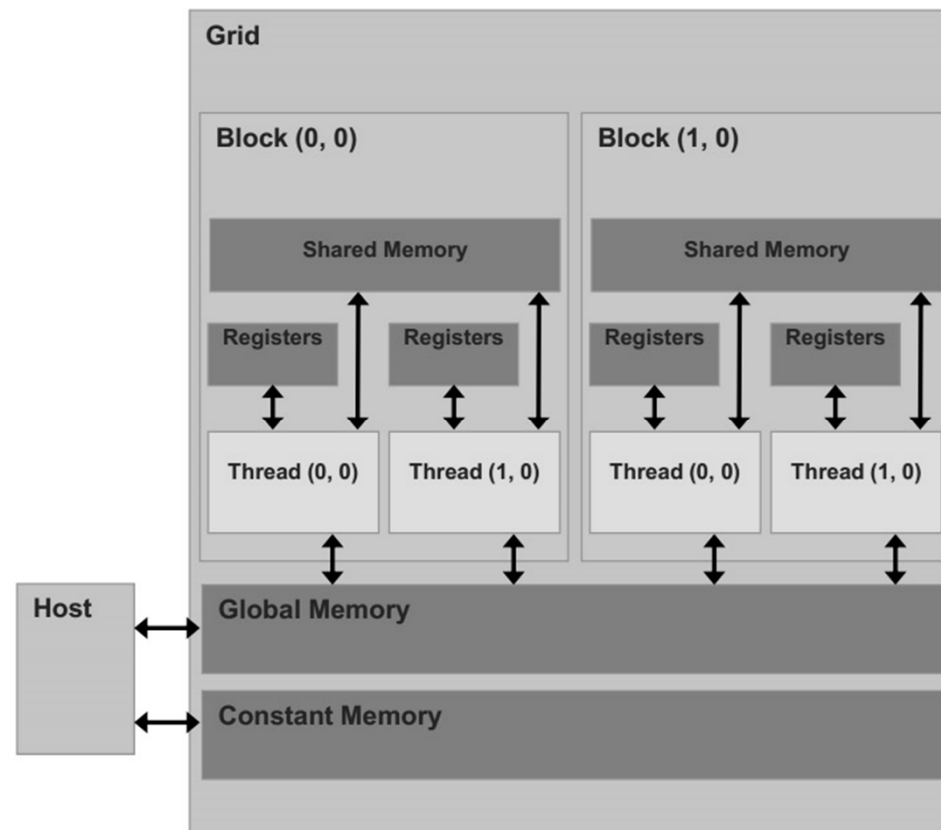 Grid
Block (0, 0)
Block (1, 0)
Shared Memory
Shared Memory
Registers
Registers
Registers
Registers
Thread (0, 0)
Thread (1, 0)
Thread (0, 0)
Thread (1, 0)
Host
Global Memory
Constant Memory